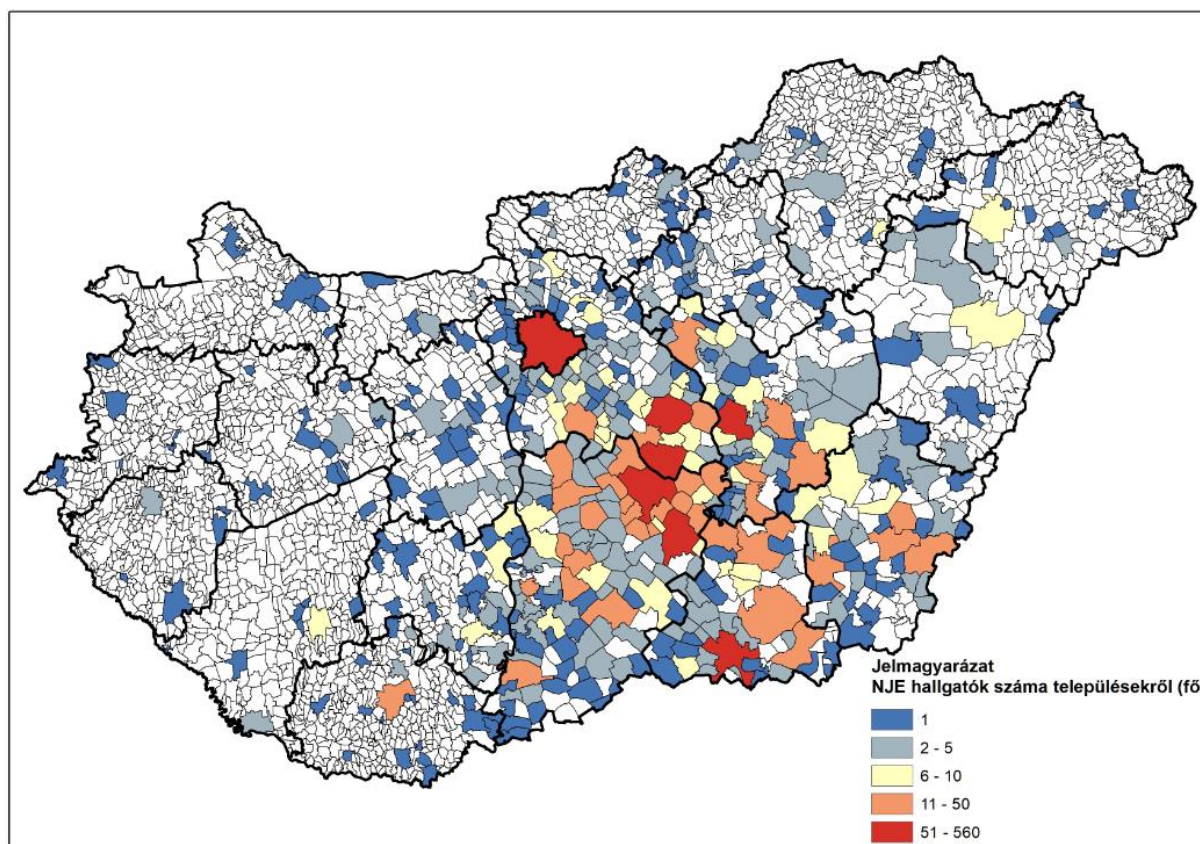 Jelmagyarázat
NJE hallgatók száma településekről (fő
1
2 - 5
6 - 10
11 - 50
51 - 560